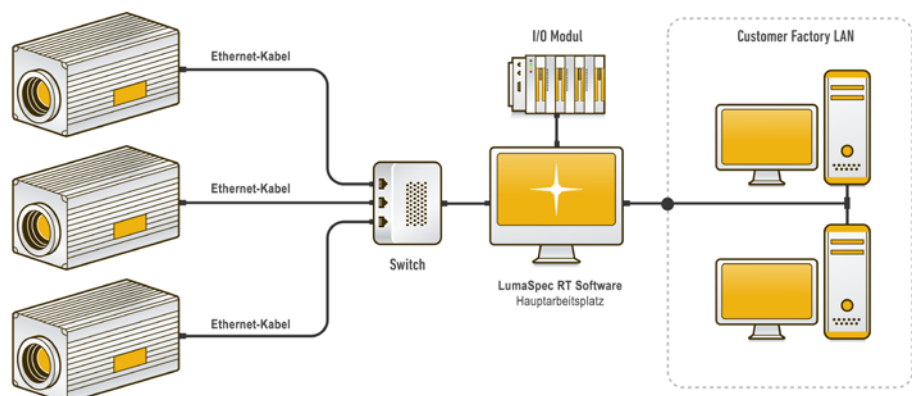 Ethernet-Kabel
Ethernet-Kabel
Ethernet-Kabel
Switch
I/O Modul
LumaSpec RT Software
Hauptarbeitsplatz
Customer Factory LAN